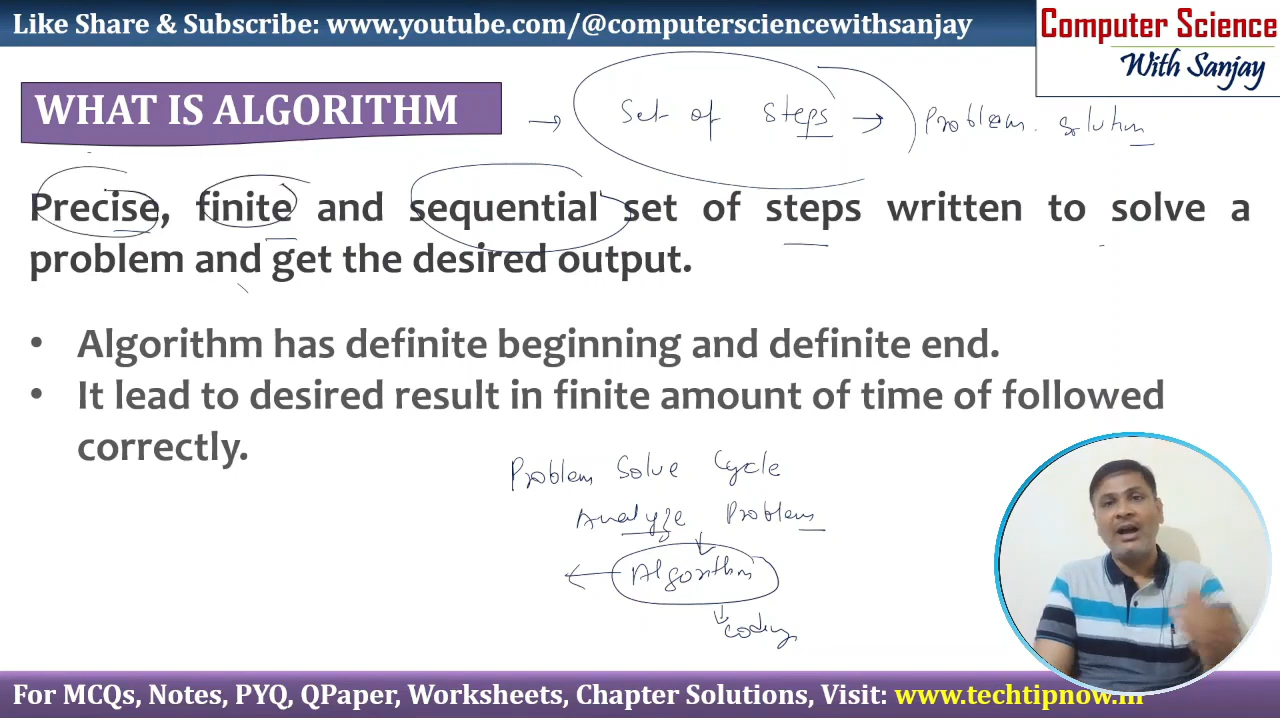 Like Share & Subscribe: www.youtube.com/@computersciencewithsanjay
Computer Science
With Sanjay
WHAT IS ALGORITHM
Set of steps → Problem solution
Precise, finite and sequential set of steps written to solve a
problem and get the desired output.
• Algorithm has definite beginning and definite end.
• It lead to desired result in finite amount of time of followed
correctly.
Problem Solve Cycle
Analyze Problem
Algorithm
Coding
For MCQs, Notes, PYQ, QPaper, Worksheets, Chapter Solutions, Visit: www.techtipnow.in